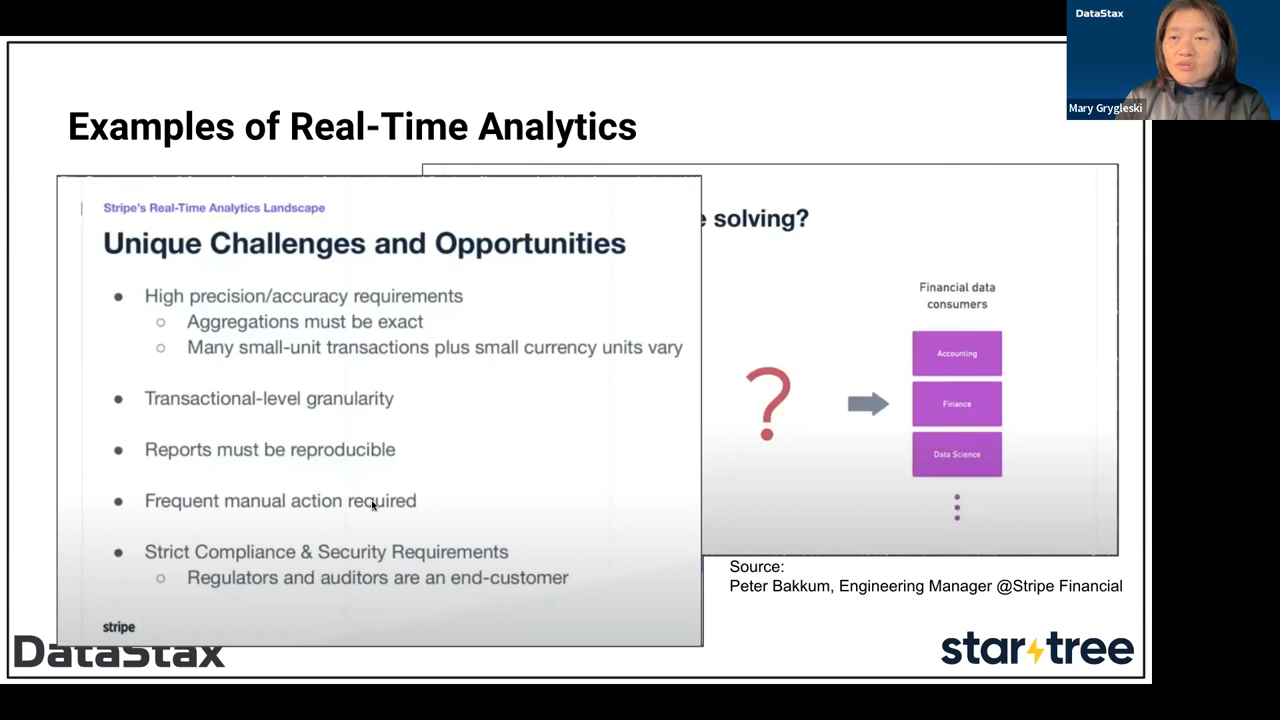 DataStax
Mary Grygleski
Examples of Real-Time Analytics
Stripe's Real-Time Analytics Landscape
Unique Challenges and Opportunities
● High precision/accuracy requirements
○ Aggregations must be exact
○ Many small-unit transactions plus small currency units vary
● Transactional-level granularity
● Reports must be reproducible
● Frequent manual action required
● Strict Compliance & Security Requirements
○ Regulators and auditors are an end-customer
stripe
solving?
?
Financial data
consumers
Accounting
Finance
Data Science
Source:
Peter Bakkum, Engineering Manager @Stripe Financial
DataStax
startree